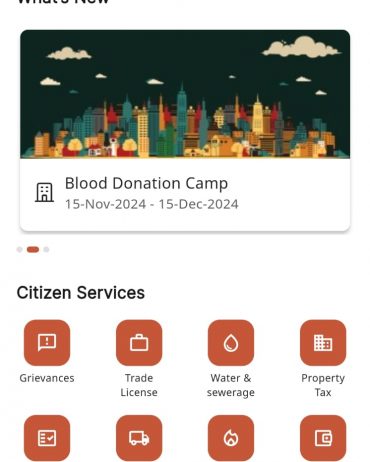 What's New
Blood Donation Camp
15-Nov-2024 - 15-Dec-2024
Citizen Services
Grievances
Trade
License
Water &
sewerage
Property
Tax